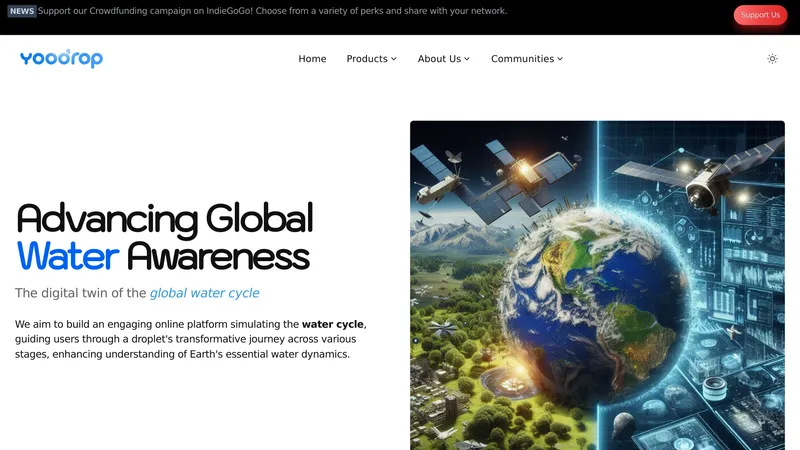 NEWS Support our Crowdfunding campaign on IndieGoGo! Choose from a variety of perks and share with your network.
Support Us
yoodrop
Home Products About Us Communities
Advancing Global
Water Awareness
The digital twin of the global water cycle
We aim to build an engaging online platform simulating the water cycle,
guiding users through a droplet's transformative journey across various
stages, enhancing understanding of Earth's essential water dynamics.